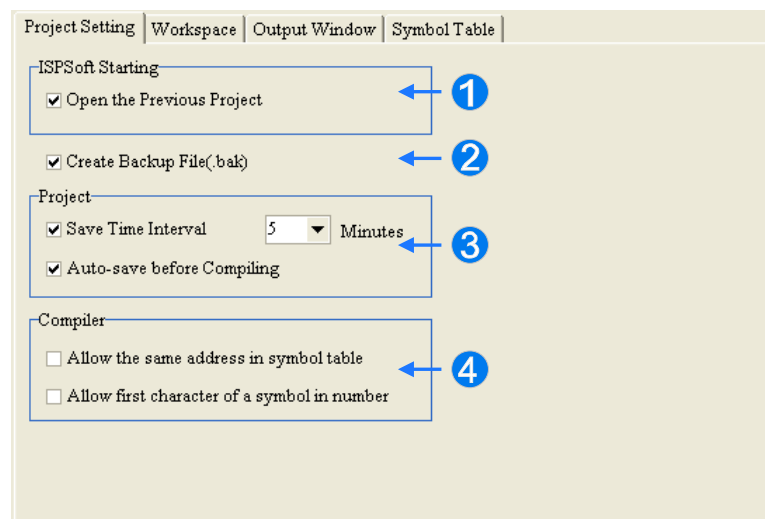 Project Setting Workspace Output Window Symbol Table
ISPSoft Starting
Open the Previous Project
1
Create Backup File(.bak)
2
Project
Save Time Interval 5 Minutes
3
Auto-save before Compiling
Compiler
Allow the same address in symbol table
4
Allow first character of a symbol in number